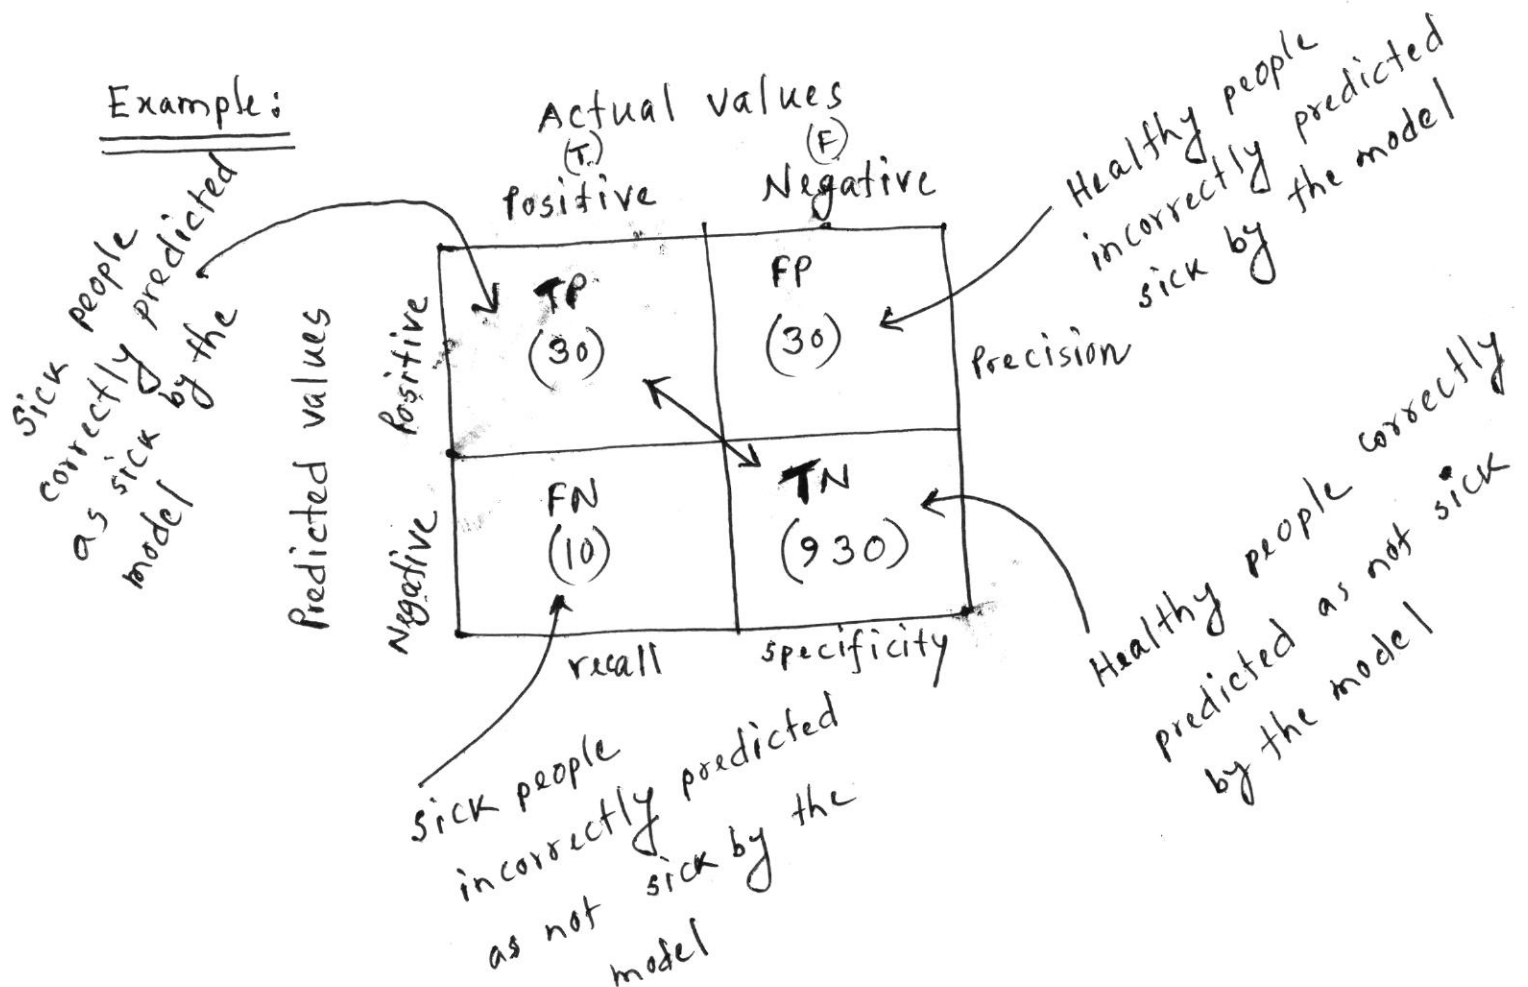 Example:
Actual values
(T) (F)
Positive Negative
Sick people
correctly predicted
as sick by the
model
Healthy people
incorrectly predicted
sick by the model
Predicted values
Positive
Negative
TP
(30)
FP
(30)
Precision
FN
(10)
TN
(930)
recall
specificity
Healthy people correctly
predicted as not sick
by the model
Sick people
incorrectly predicted
as not sick by the
model